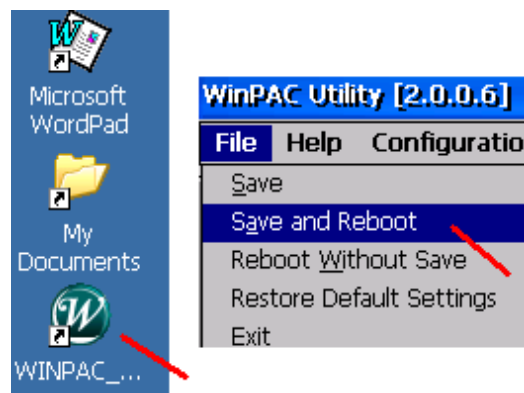 Microsoft
WordPad
My
Documents
WINPAC_...
WinPAC Utility [2.0.0.6]
File Help Configuratio
Save
Save and Reboot
Reboot Without Save
Restore Default Settings
Exit